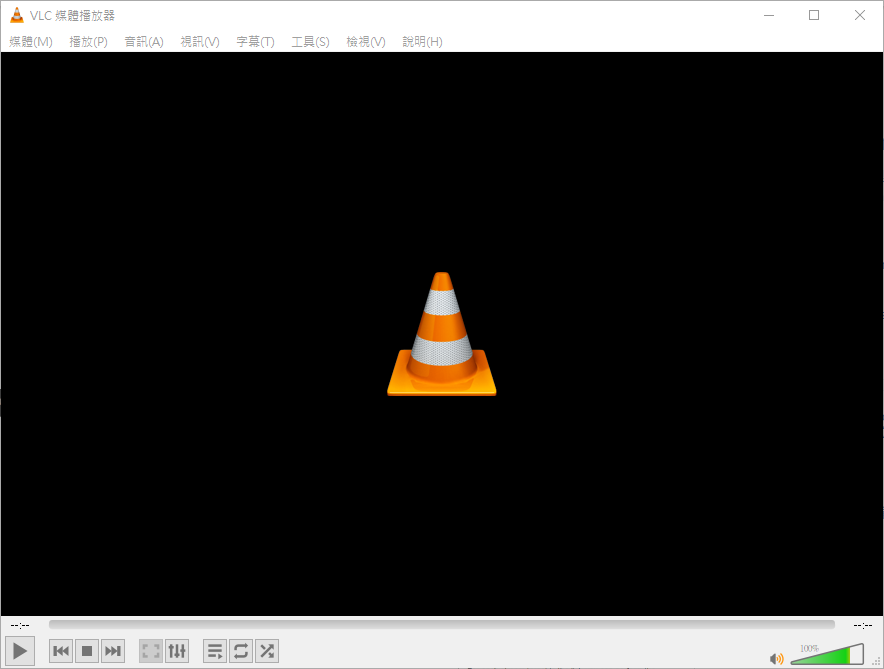 VLC 媒體播放器
媒體(M) 播放(P) 音訊(A) 視訊(V) 字幕(T) 工具(S) 檢視(V) 說明(H)
--:-- --:--
100%